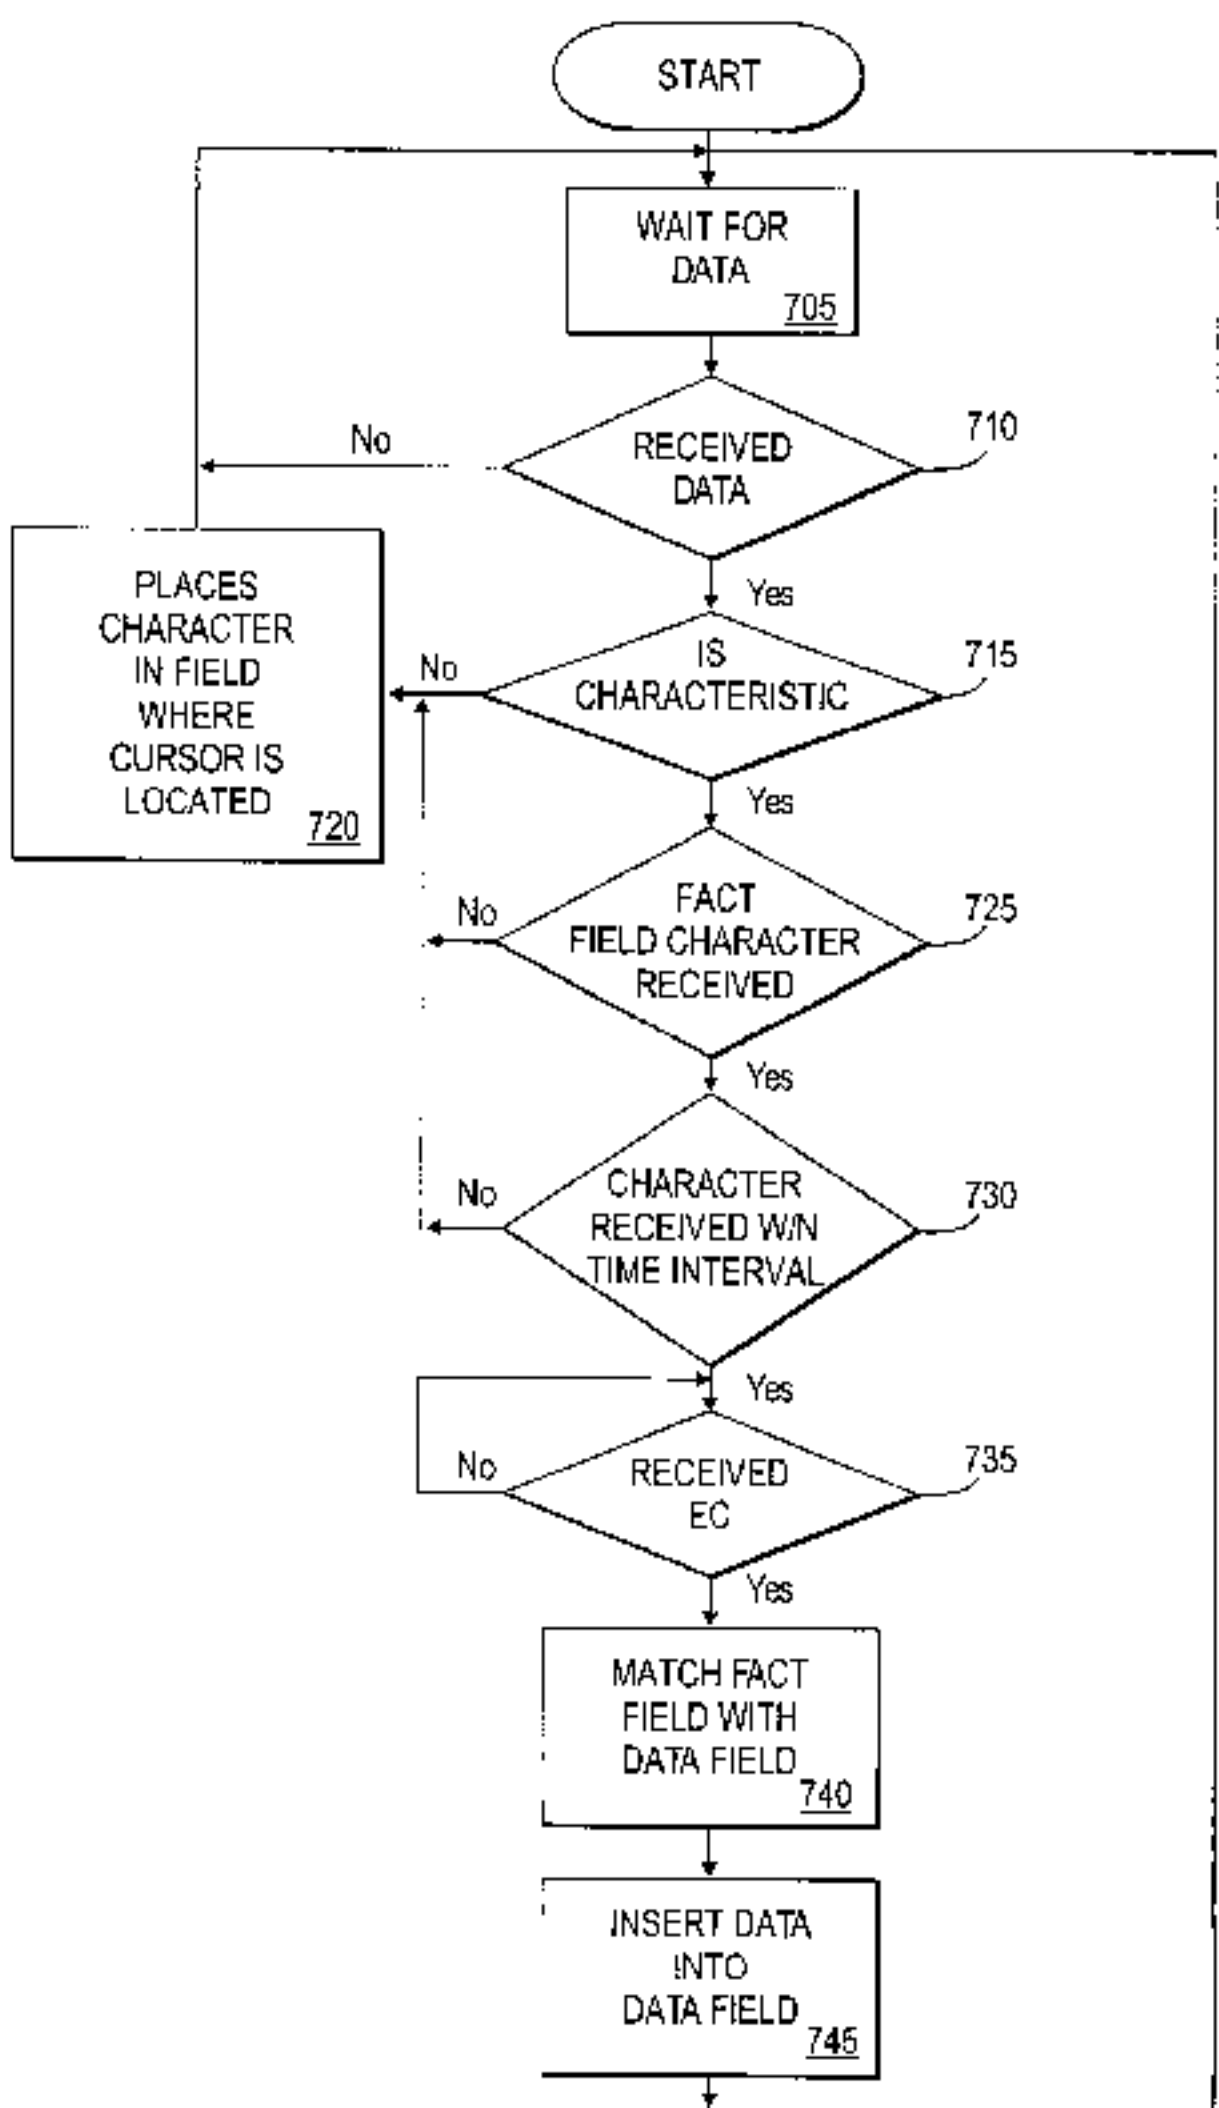 START
WAIT FOR
DATA
705
No
RECEIVED
DATA
710
Yes
PLACES
CHARACTER
IN FIELD
WHERE
CURSOR IS
LOCATED
720
No
IS
CHARACTERISTIC
715
Yes
No
FACT
FIELD CHARACTER
RECEIVED
725
Yes
No
CHARACTER
RECEIVED W/N
TIME INTERVAL
730
Yes
No
RECEIVED
EC
735
Yes
MATCH FACT
FIELD WITH
DATA FIELD
740
INSERT DATA
INTO
DATA FIELD
745